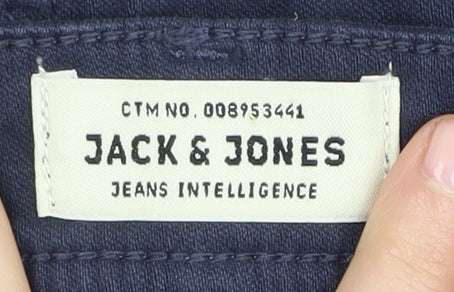 CTM NO. 008953441
JACK & JONES
JEANS INTELLIGENCE